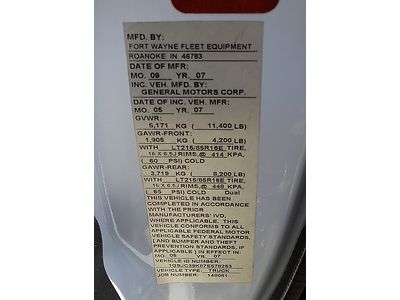 MFD. BY:
FORT WAYNE FLEET EQUIPMENT
ROANOKE IN 46783
DATE OF MFR:
MO. 09 YR. 07
INC. VEH. MFD. BY:
GENERAL MOTORS CORP.
DATE OF INC. VEH. MFR:
MO. 05 YR. 07
GVWR:
5,171 KG ( 11,400 LB)
GAWR-FRONT:
1,905 KG ( 4,200 LB)
WITH LT215/85R16E TIRE,
16 X 6.5J RIMS,@ 414 KPA,
( 60 PSI) COLD
GAWR-REAR:
3,719 KG ( 8,200 LB)
WITH LT215/85R16E TIRE,
16 X 6.5J RIMS,@ 448 KPA,
( 65 PSI) COLD Dual
THIS VEHICLE HAS BEEN
COMPLETED IN ACCORDANCE
WITH THE PRIOR
MANUFACTURERS' IVD,
WHERE APPLICABLE. THIS
VEHICLE CONFORMS TO ALL
APPLICABLE FEDERAL MOTOR
VEHICLE SAFETY STANDARDS,
[ AND BUMPER AND THEFT
PREVENTION STANDARDS,
IF APPLICABLE] IN EFFECT IN
MO. 05 YR. 07
VEHICLE ID NUMBER:
VEHICLE TYPE: TRUCK
JOB NUMBER: